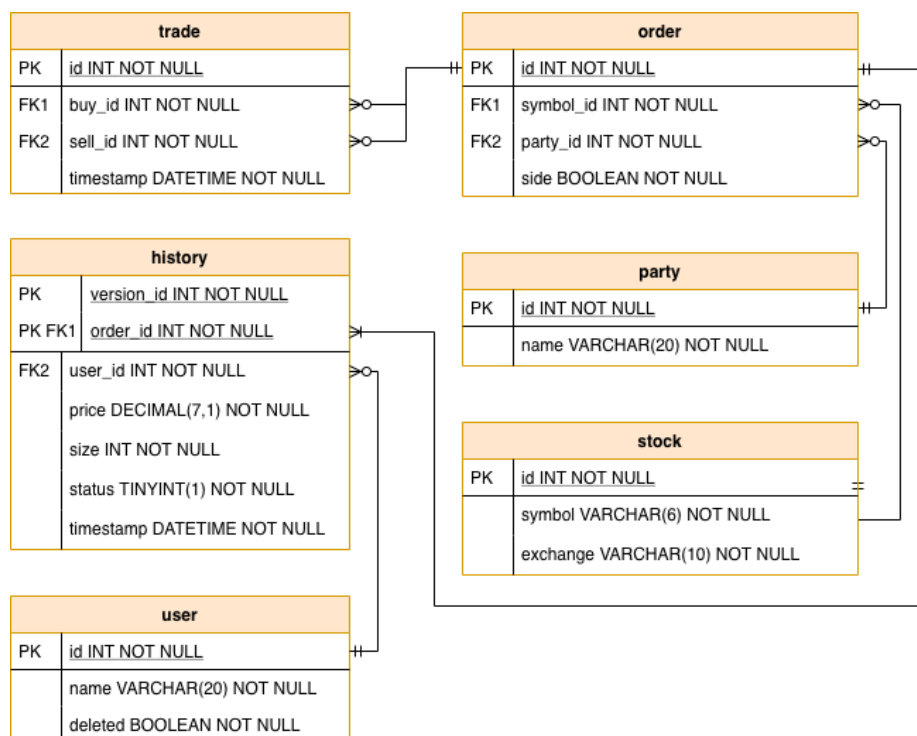 trade
PK id INT NOT NULL
FK1 buy_id INT NOT NULL
FK2 sell_id INT NOT NULL
timestamp DATETIME NOT NULL
order
PK id INT NOT NULL
FK1 symbol_id INT NOT NULL
FK2 party_id INT NOT NULL
side BOOLEAN NOT NULL
history
PK version_id INT NOT NULL
PK FK1 order_id INT NOT NULL
FK2 user_id INT NOT NULL
price DECIMAL(7,1) NOT NULL
size INT NOT NULL
status TINYINT(1) NOT NULL
timestamp DATETIME NOT NULL
party
PK id INT NOT NULL
name VARCHAR(20) NOT NULL
stock
PK id INT NOT NULL
symbol VARCHAR(6) NOT NULL
exchange VARCHAR(10) NOT NULL
user
PK id INT NOT NULL
name VARCHAR(20) NOT NULL
deleted BOOLEAN NOT NULL